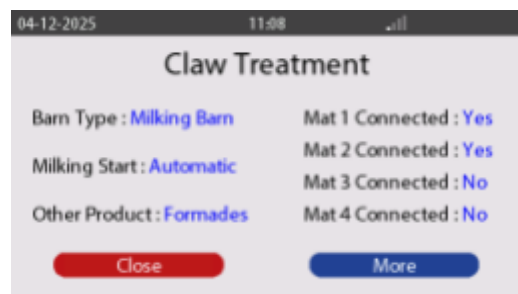 04-12-2025 11:08
Claw Treatment
Barn Type : Milking Barn
Milking Start : Automatic
Other Product : Formades
Mat 1 Connected : Yes
Mat 2 Connected : Yes
Mat 3 Connected : No
Mat 4 Connected : No
Close More